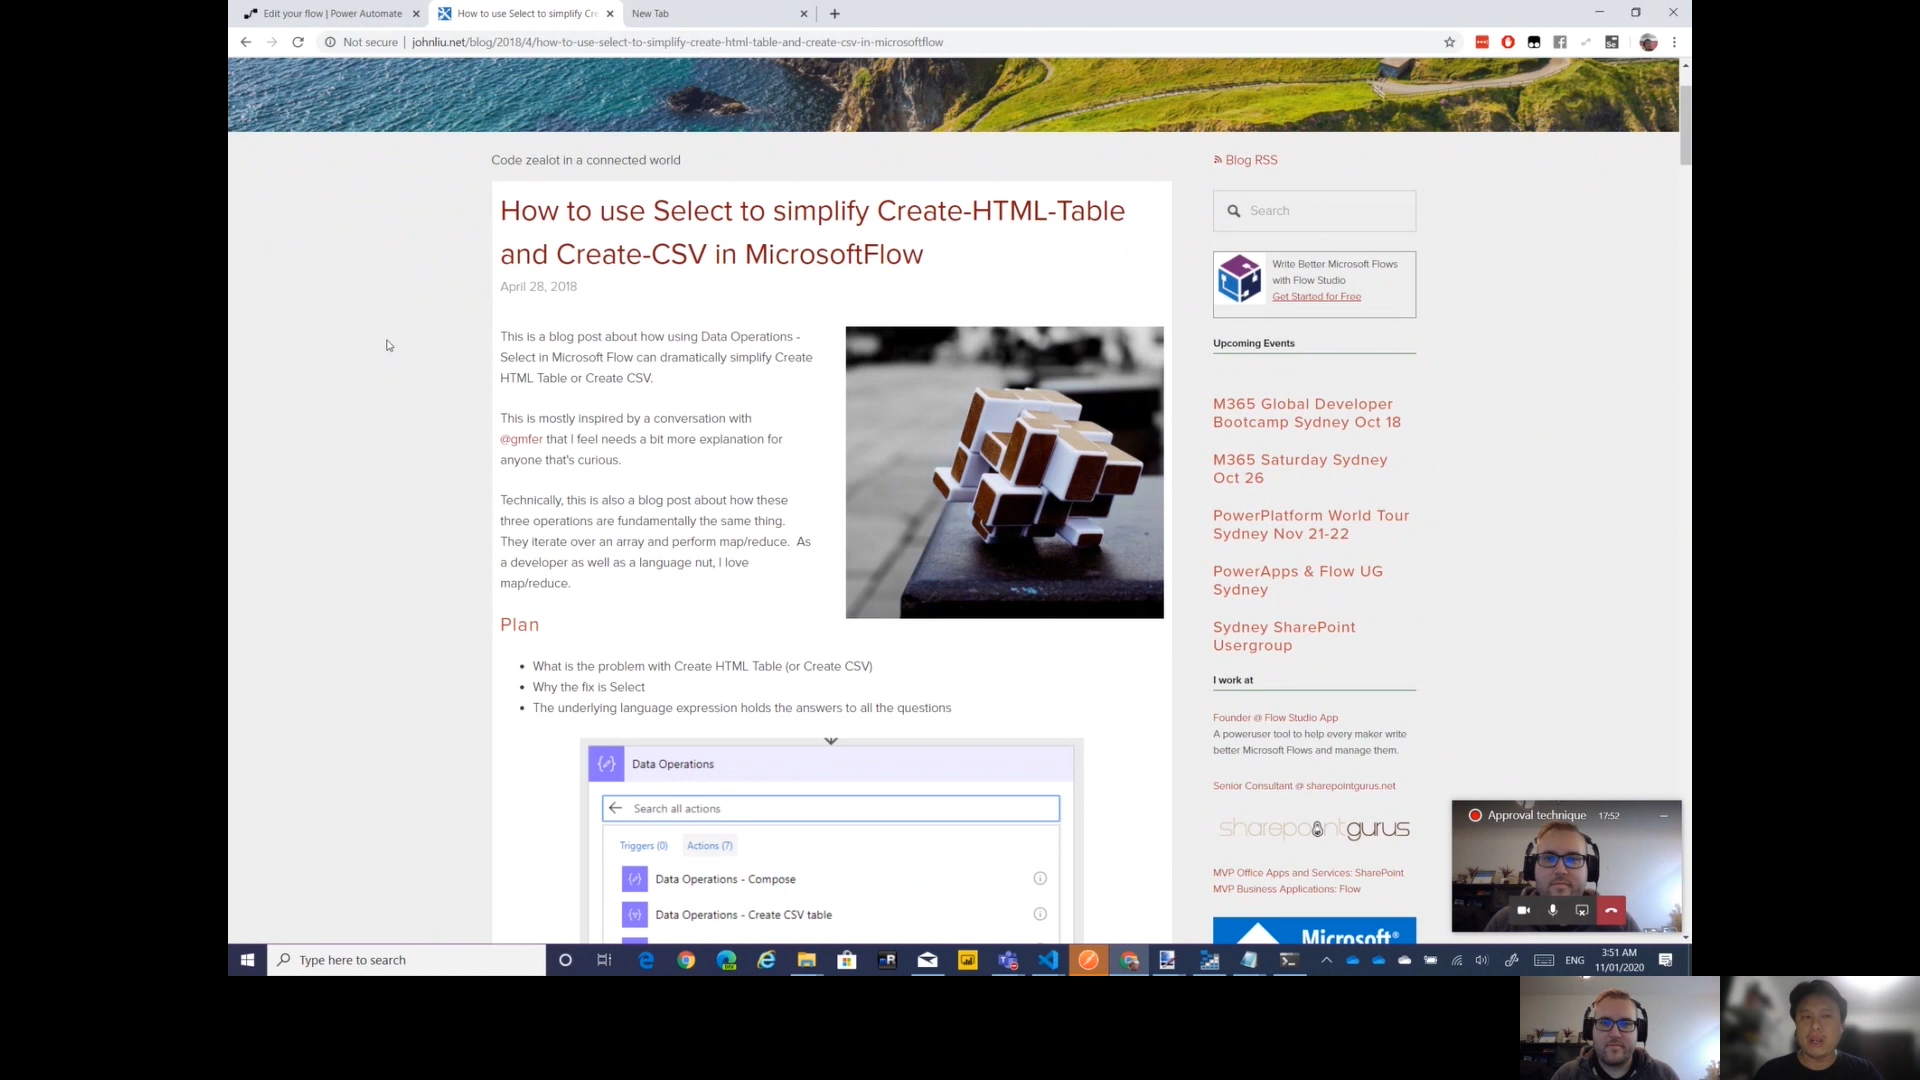 Edit your flow | Power Automate
How to use Select to simplify Cre
New Tab
Not secure | johnliu.net/blog/2018/4/how-to-use-select-to-simplify-create-html-table-and-create-csv-in-microsoftflow
Code zealot in a connected world
How to use Select to simplify Create-HTML-Table
and Create-CSV in MicrosoftFlow
April 28, 2018
This is a blog post about how using Data Operations -
Select in Microsoft Flow can dramatically simplify Create
HTML Table or Create CSV.
This is mostly inspired by a conversation with
@gmfer that I feel needs a bit more explanation for
anyone that's curious.
Technically, this is also a blog post about how these
three operations are fundamentally the same thing.
They iterate over an array and perform map/reduce. As
a developer as well as a language nut, I love
map/reduce.
Plan
• What is the problem with Create HTML Table (or Create CSV)
• Why the fix is Select
• The underlying language expression holds the answers to all the questions
Data Operations
Search all actions
Triggers (0) Actions (7)
Data Operations - Compose
Data Operations - Create CSV table
Blog RSS
Search
Write Better Microsoft Flows
with Flow Studio
Get Started for Free
Upcoming Events
M365 Global Developer
Bootcamp Sydney Oct 18
M365 Saturday Sydney
Oct 26
PowerPlatform World Tour
Sydney Nov 21-22
PowerApps & Flow UG
Sydney
Sydney SharePoint
Usergroup
I work at
Founder @ Flow Studio App
A poweruser tool to help every maker write
better Microsoft Flows and manage them.
Senior Consultant @ sharepointgurus.net
sharepointgurus
MVP Office Apps and Services: SharePoint
MVP Business Applications: Flow
Microsoft®
Approval technique 17:52
Type here to search
ENG
3:51 AM
11/01/2020